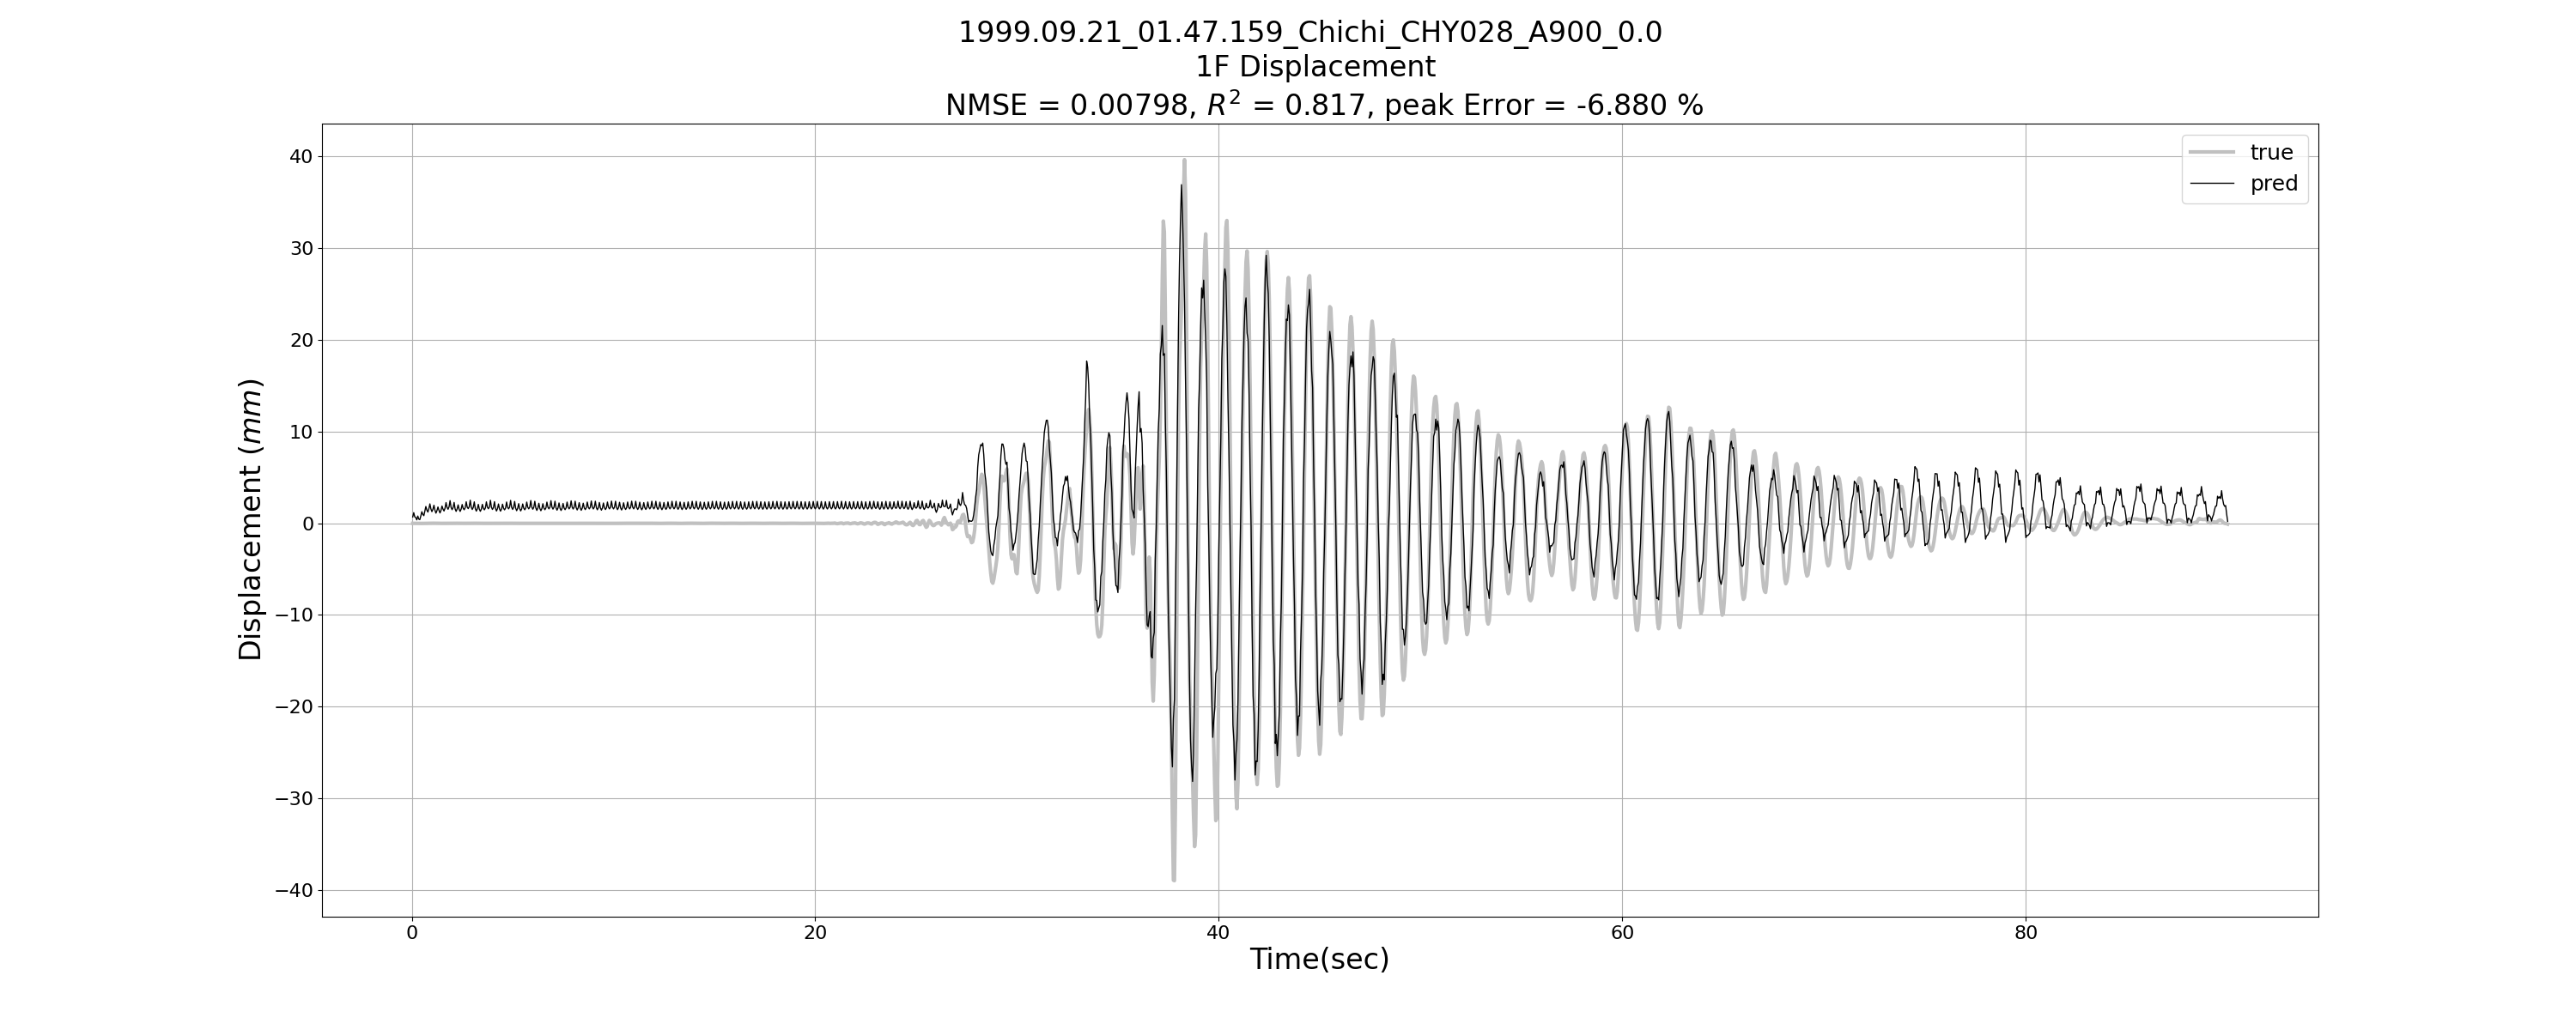 1999.09.21_01.47.159_Chichi_CHY028_A900_0.0
1F Displacement
NMSE = 0.00798, R² = 0.817, peak Error = -6.880 %
true
pred
Displacement (mm)
40
30
20
10
0
−10
−20
−30
−40
0 20 40 60 80
Time(sec)